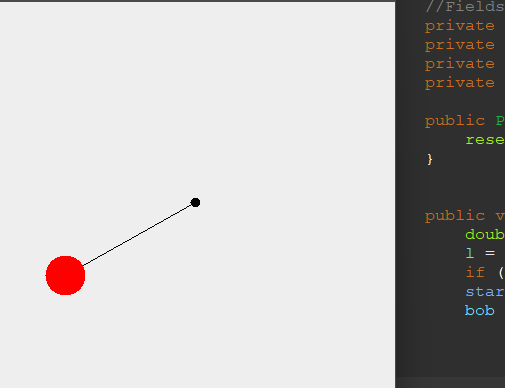 //Fields
private
private
private
private
public P
rese
}
public v
doub
l =
if (
star
bob